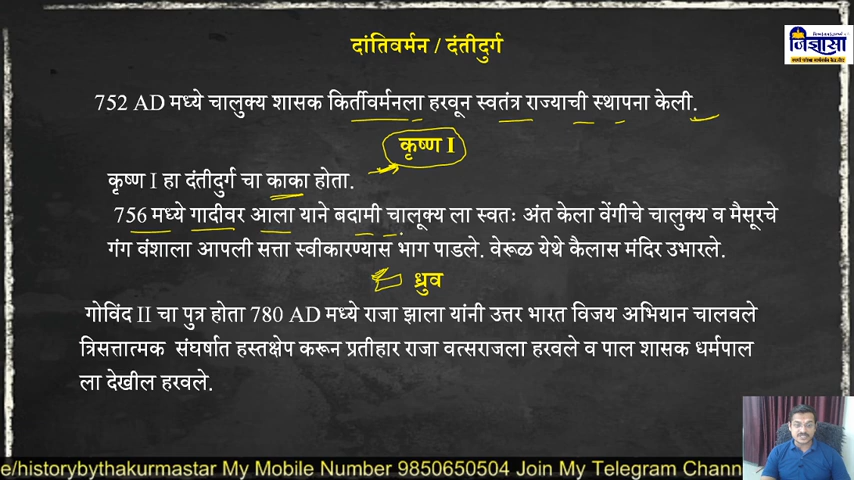 दांतिवर्मन / दंतीदुर्ग
जिज्ञासा
752 AD मध्ये चालुक्य शासक किर्तीवर्मनला हरवून स्वतंत्र राज्याची स्थापना केली.
कृष्ण I
कृष्ण I हा दंतीदुर्ग चा काका होता.
756 मध्ये गादीवर आला याने बदामी चालूक्य ला स्वतः अंत केला वेंगीचे चालुक्य व मैसूरचे
गंग वंशाला आपली सत्ता स्वीकारण्यास भाग पाडले. वेरूळ येथे कैलास मंदिर उभारले.
ध्रुव
गोविंद II चा पुत्र होता 780 AD मध्ये राजा झाला यांनी उत्तर भारत विजय अभियान चालवले
त्रिसत्तात्मक संघर्षात हस्तक्षेप करून प्रतीहार राजा वत्सराजला हरवले व पाल शासक धर्मपाल
ला देखील हरवले.
e/historybythakurmastar My Mobile Number 9850650504 Join My Telegram Chann